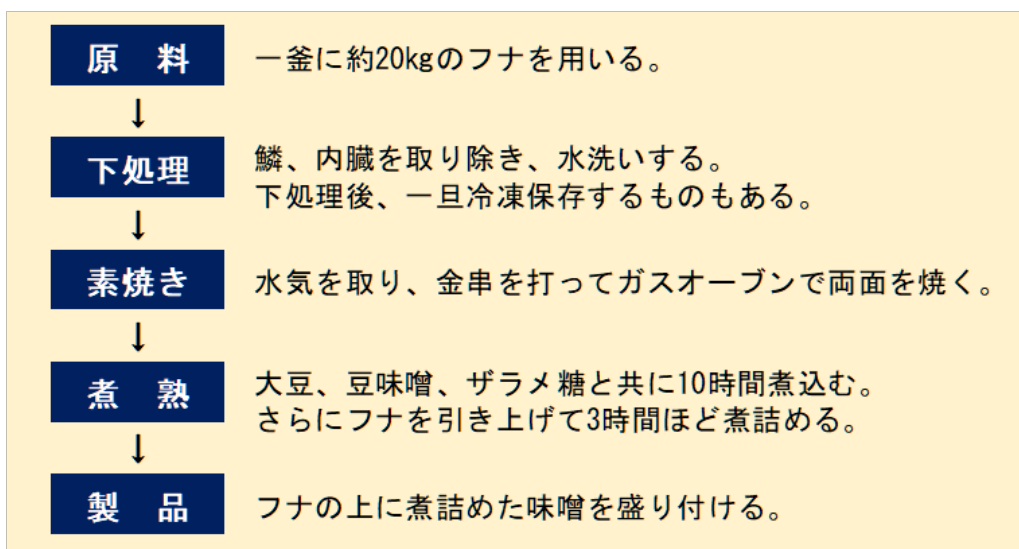 原　料　一釜に約20kgのフナを用いる。
↓
下処理　鱗、内臓を取り除き、水洗いする。
下処理後、一旦冷凍保存するものもある。
↓
素焼き　水気を取り、金串を打ってガスオーブンで両面を焼く。
↓
煮　熟　大豆、豆味噌、ザラメ糖と共に10時間煮込む。
さらにフナを引き上げて3時間ほど煮詰める。
↓
製　品　フナの上に煮詰めた味噌を盛り付ける。